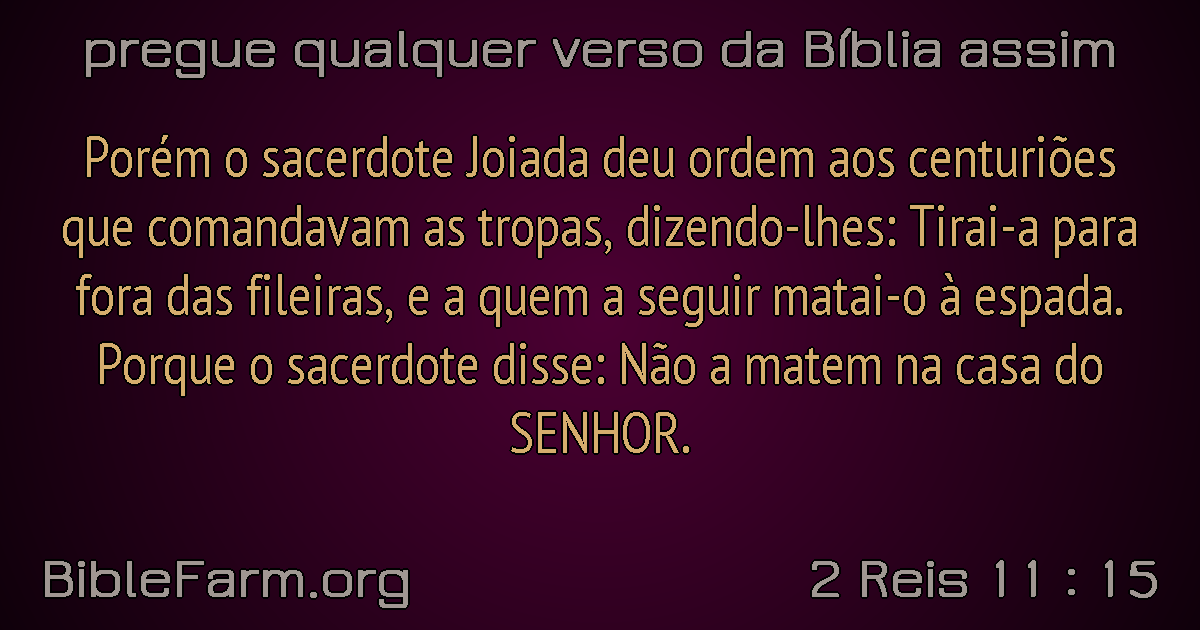 pregue qualquer verso da Bíblia assim
Porém o sacerdote Joiada deu ordem aos centuriões
que comandavam as tropas, dizendo-lhes: Tirai-a para
fora das fileiras, e a quem a seguir matai-o à espada.
Porque o sacerdote disse: Não a matem na casa do
SENHOR.
BibleFarm.org
2 Reis 11 : 15